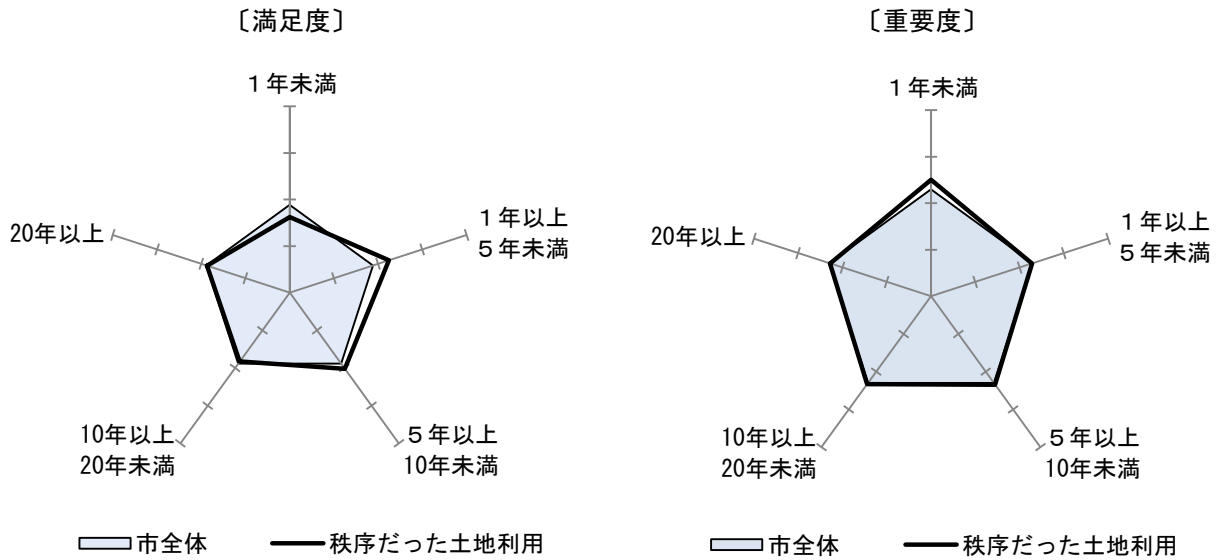 〔満足度〕
１年未満
１年以上
５年未満
５年以上
10年未満
10年以上
20年未満
20年以上
市全体
秩序だった土地利用
〔重要度〕
１年未満
１年以上
５年未満
５年以上
10年未満
10年以上
20年未満
20年以上
市全体
秩序だった土地利用